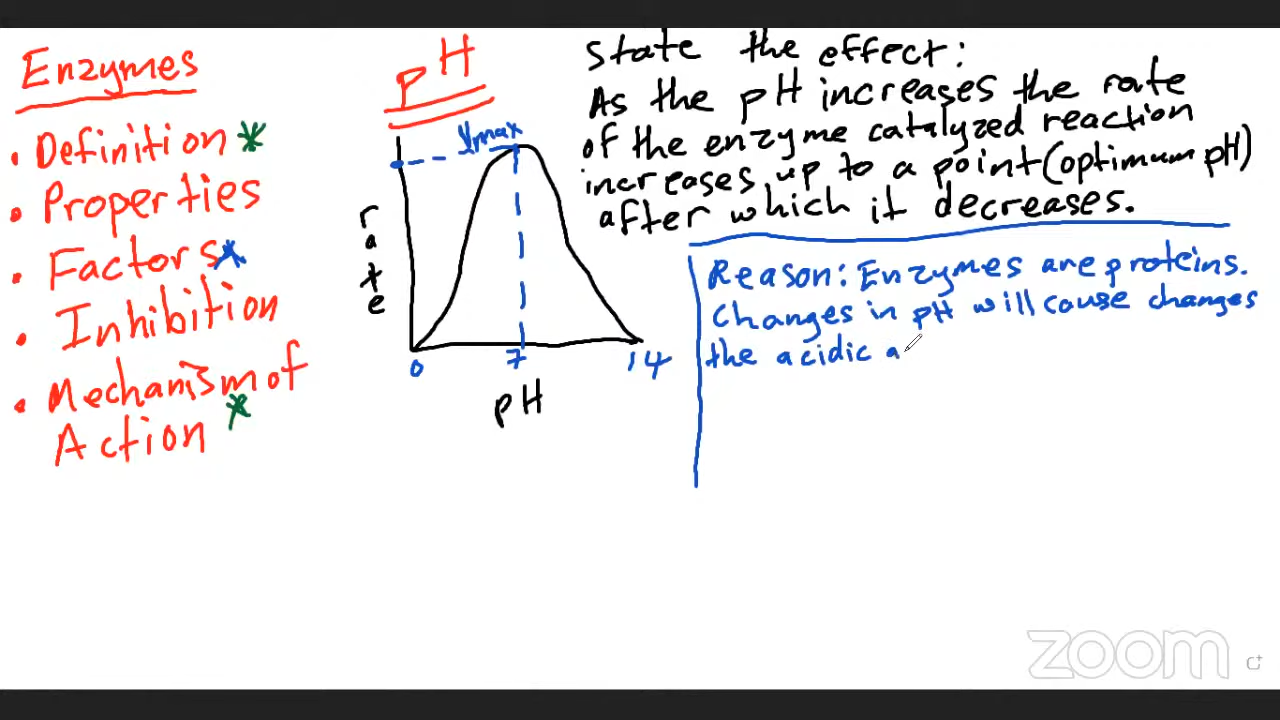 Enzymes
• Definition *
• Properties
• Factors *
• Inhibition
• Mechanism of
Action *
pH
Vmax
rate
0
7
14
pH
State the effect:
As the pH increases the rate
of the enzyme catalyzed reaction
increases up to a point (optimum pH)
after which it decreases.
Reason: Enzymes are proteins.
Changes in pH will cause changes
the acidic a
zoom